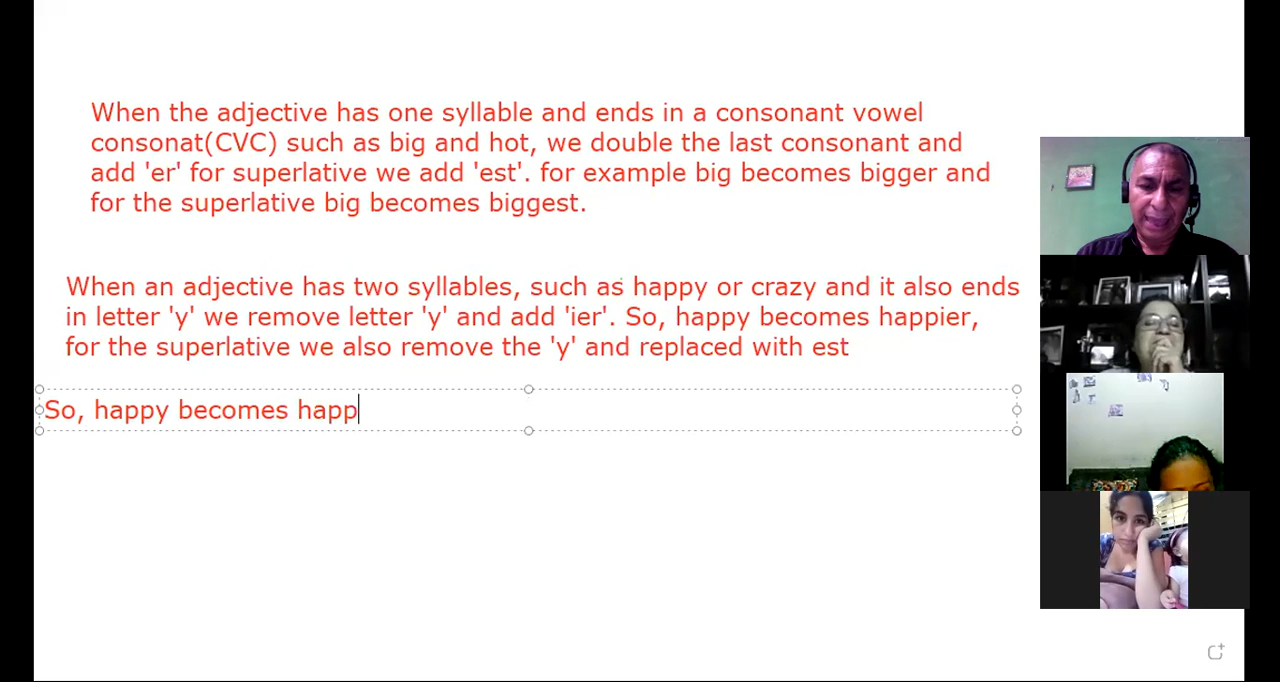 When the adjective has one syllable and ends in a consonant vowel
consonat(CVC) such as big and hot, we double the last consonant and
add 'er' for superlative we add 'est'. for example big becomes bigger and
for the superlative big becomes biggest.
When an adjective has two syllables, such as happy or crazy and it also ends
in letter 'y' we remove letter 'y' and add 'ier'. So, happy becomes happier,
for the superlative we also remove the 'y' and replaced with est
So, happy becomes happ